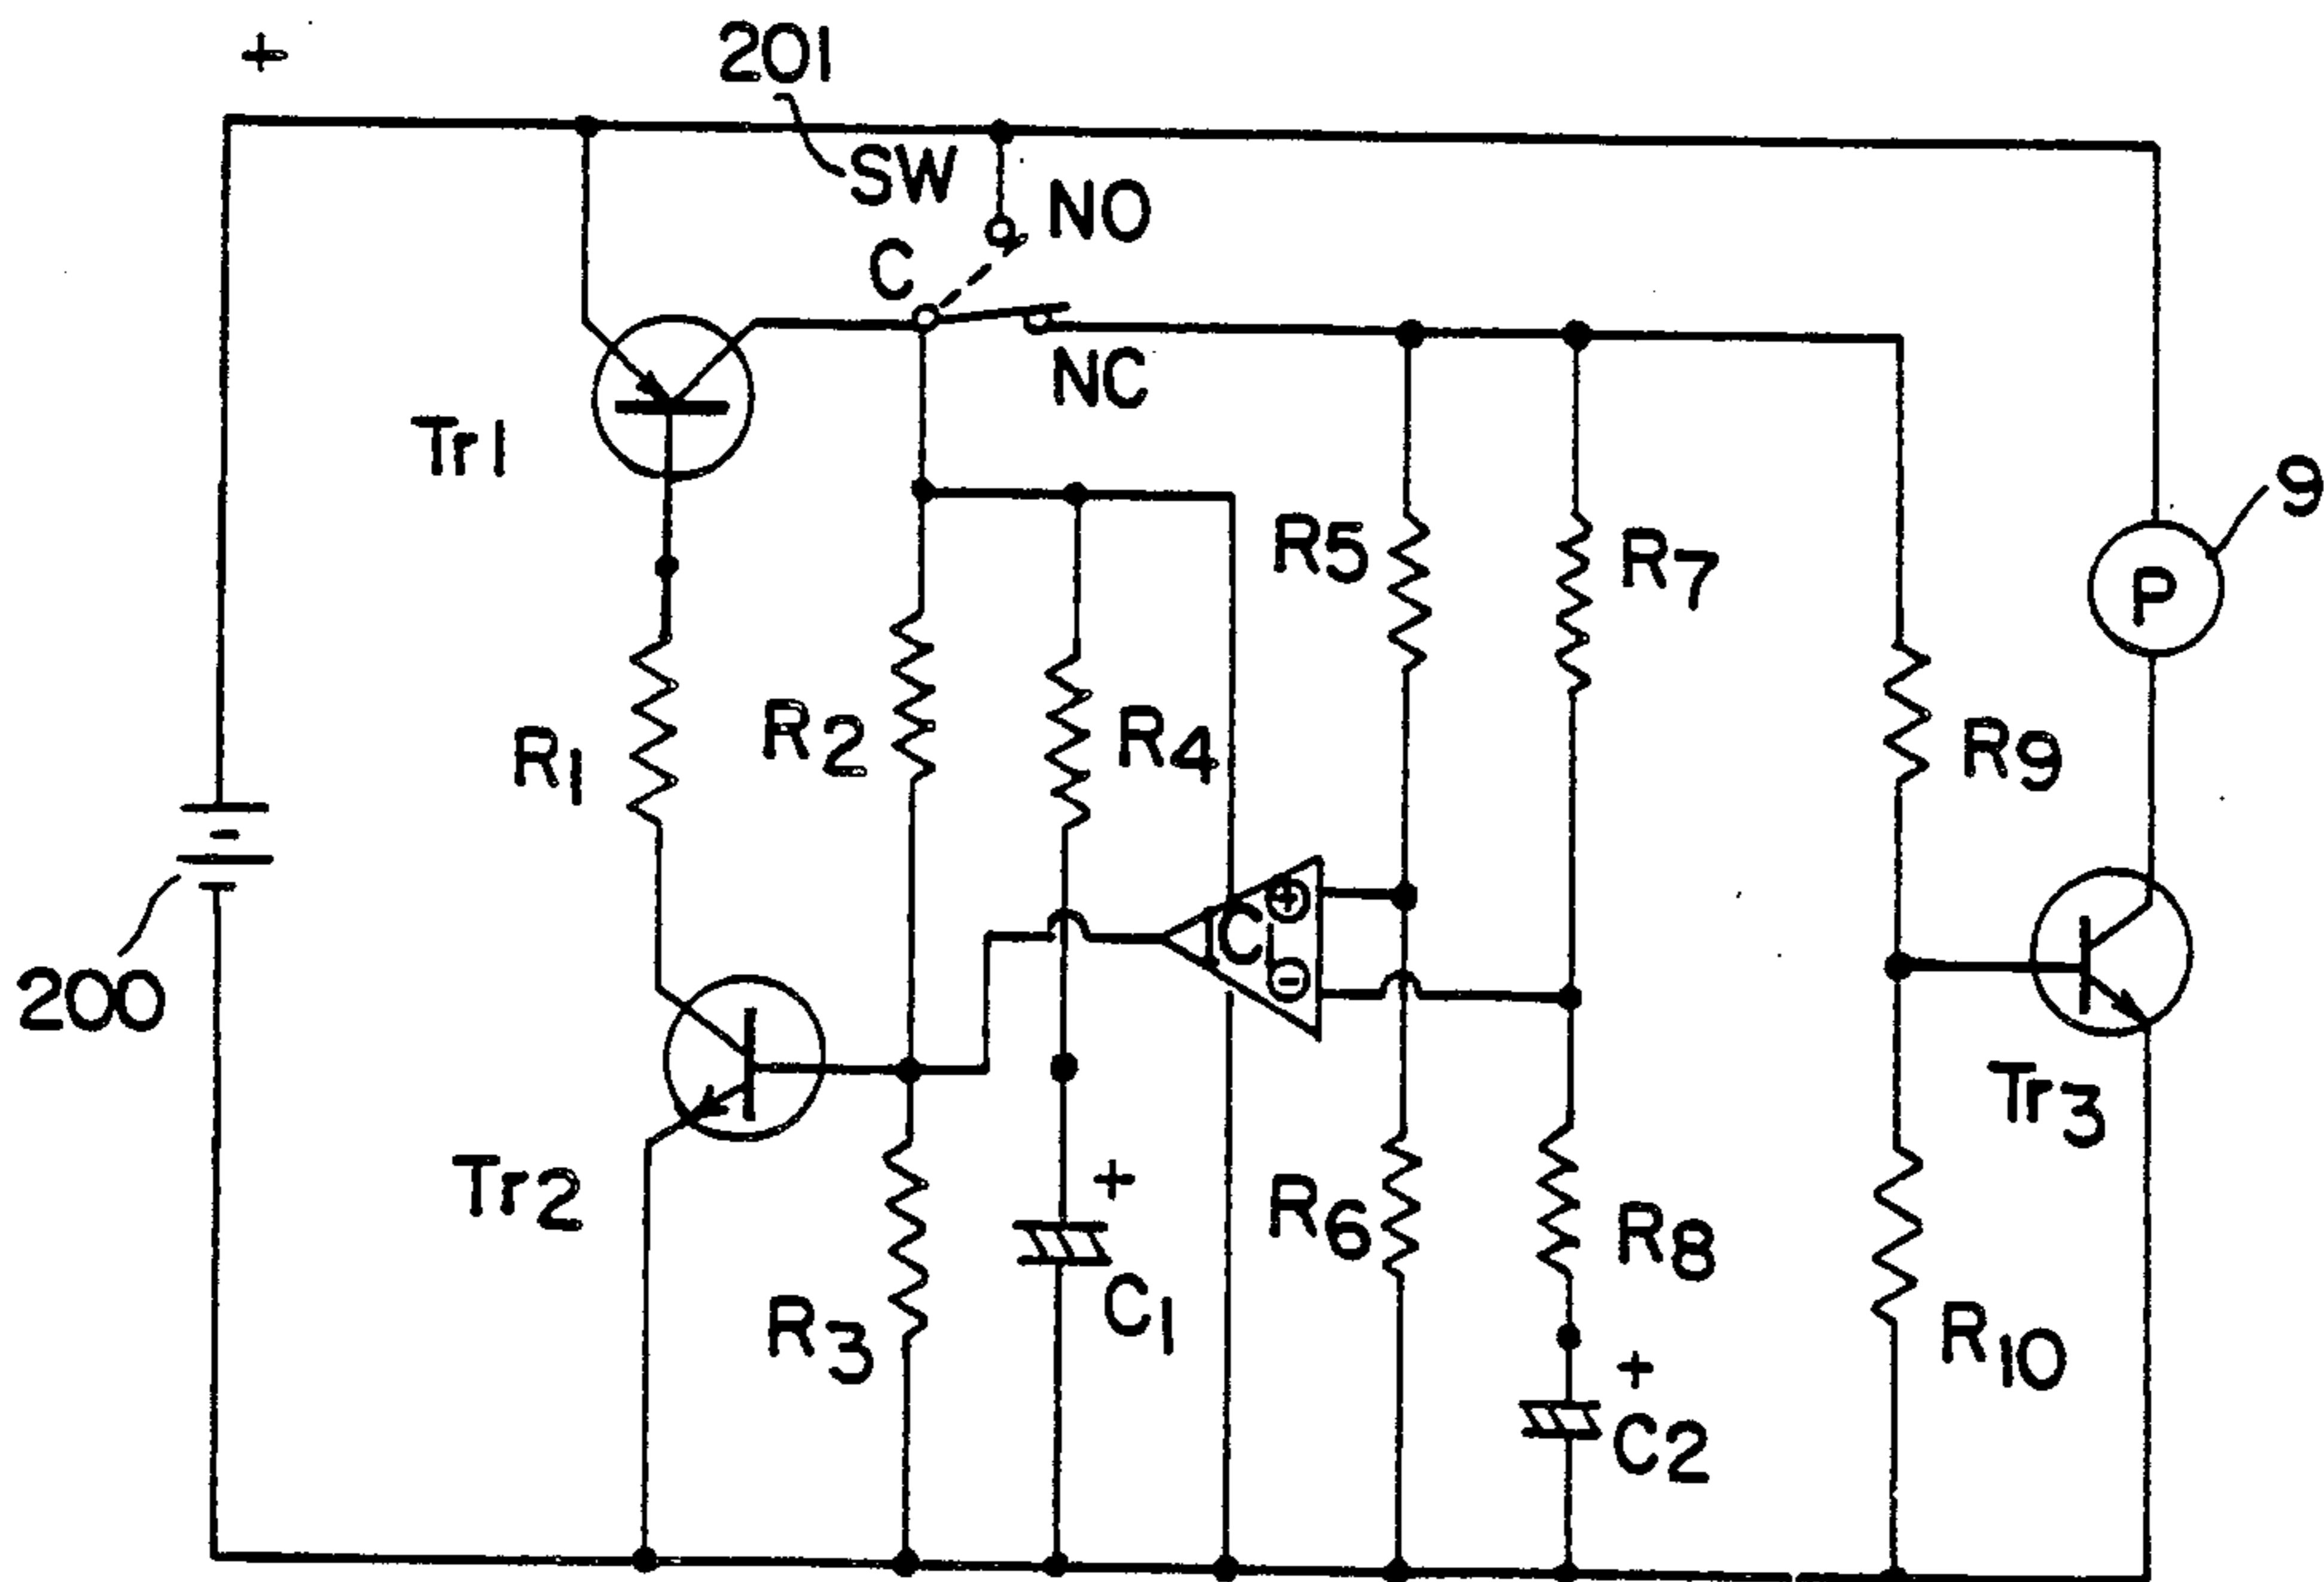 +
201
SW
NO
C
NC
Tr1
9
P
R5
R7
R1
R2
R4
R9
200
IC1
+
-
Tr2
Tr3
+
C1
R6
R8
R3
R10
+
C2